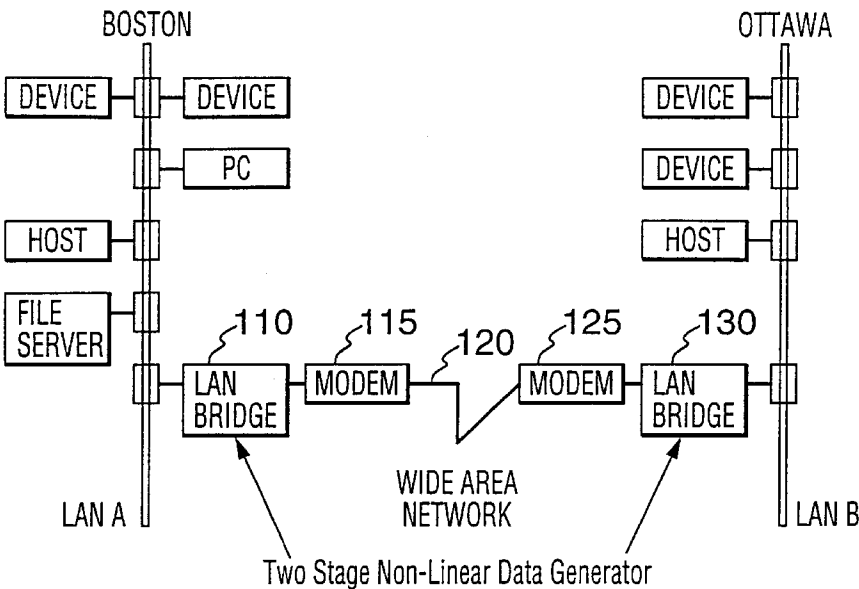 BOSTON
OTTAWA
DEVICE
DEVICE
DEVICE
PC
DEVICE
HOST
HOST
FILE
SERVER
110
115
120
125
130
LAN
BRIDGE
MODEM
MODEM
LAN
BRIDGE
WIDE AREA
NETWORK
LAN A
LAN B
Two Stage Non-Linear Data Generator